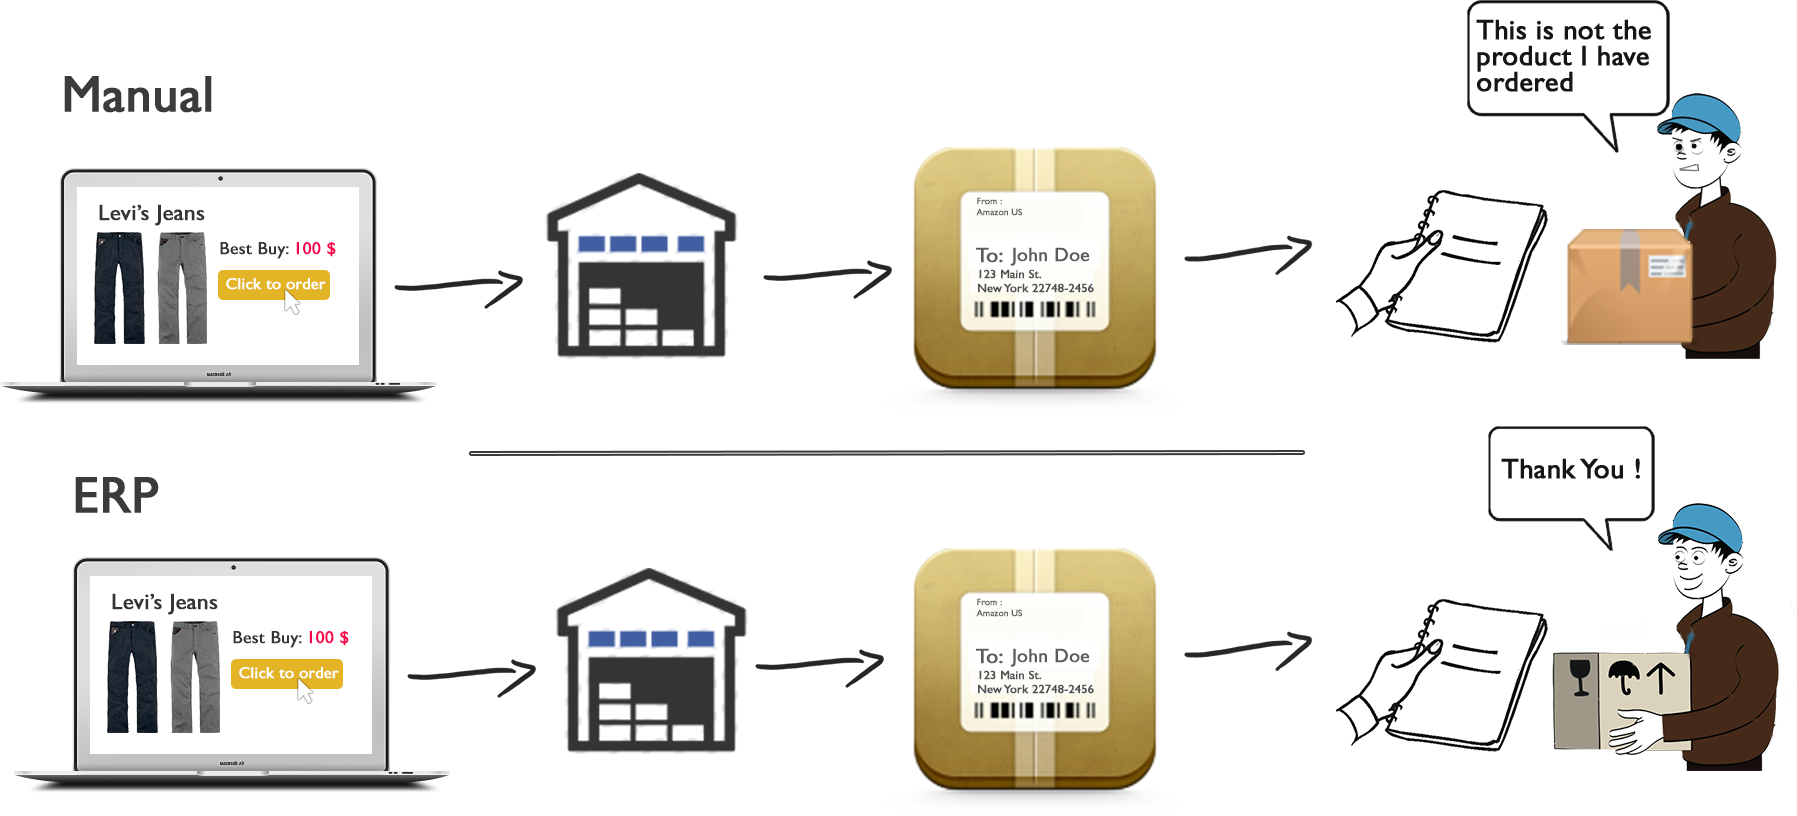 This is not the
product I have
ordered
Manual
Levi's Jeans
Best Buy: 100 $
Click to order
MacBook Air
From :
Amazon US
To: John Doe
123 Main St.
New York 22748-2456
Thank You !
ERP
Levi's Jeans
Best Buy: 100 $
Click to order
MacBook Air
From :
Amazon US
To: John Doe
123 Main St.
New York 22748-2456